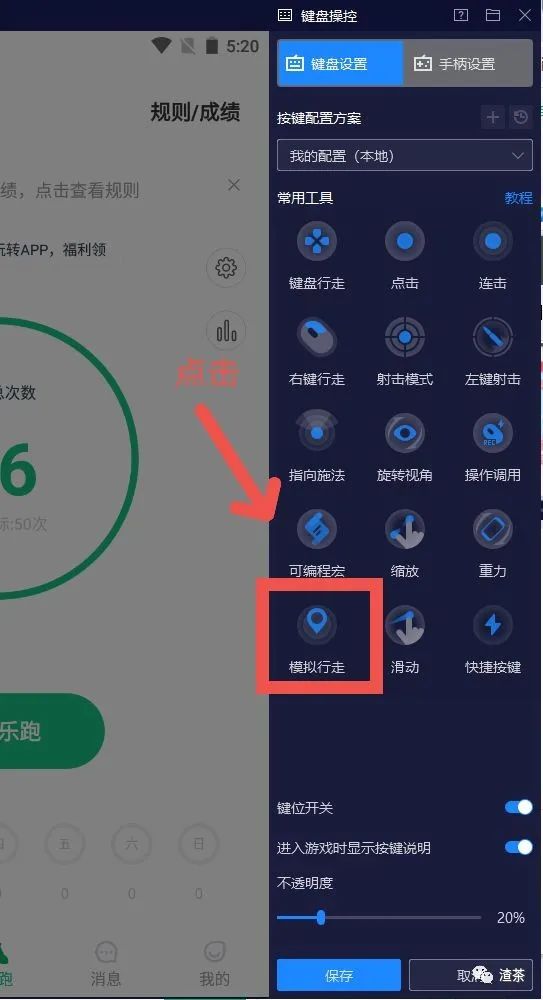 键盘操控
键盘设置
手柄设置
5:20
规则/成绩
按键配置方案
我的配置（本地）
绩，点击查看规则
常用工具
教程
玩转APP，福利领
键盘行走
点击
连击
右键行走
射击模式
左键射击
点击
总次数
6
标:50次
指向施法
旋转视角
操作调用
REC
可编程宏
缩放
重力
模拟行走
滑动
快捷按键
乐跑
键位开关
五
六
日
进入游戏时显示按键说明
不透明度
0
0
0
20%
跑
消息
我的
保存
取
渣茶